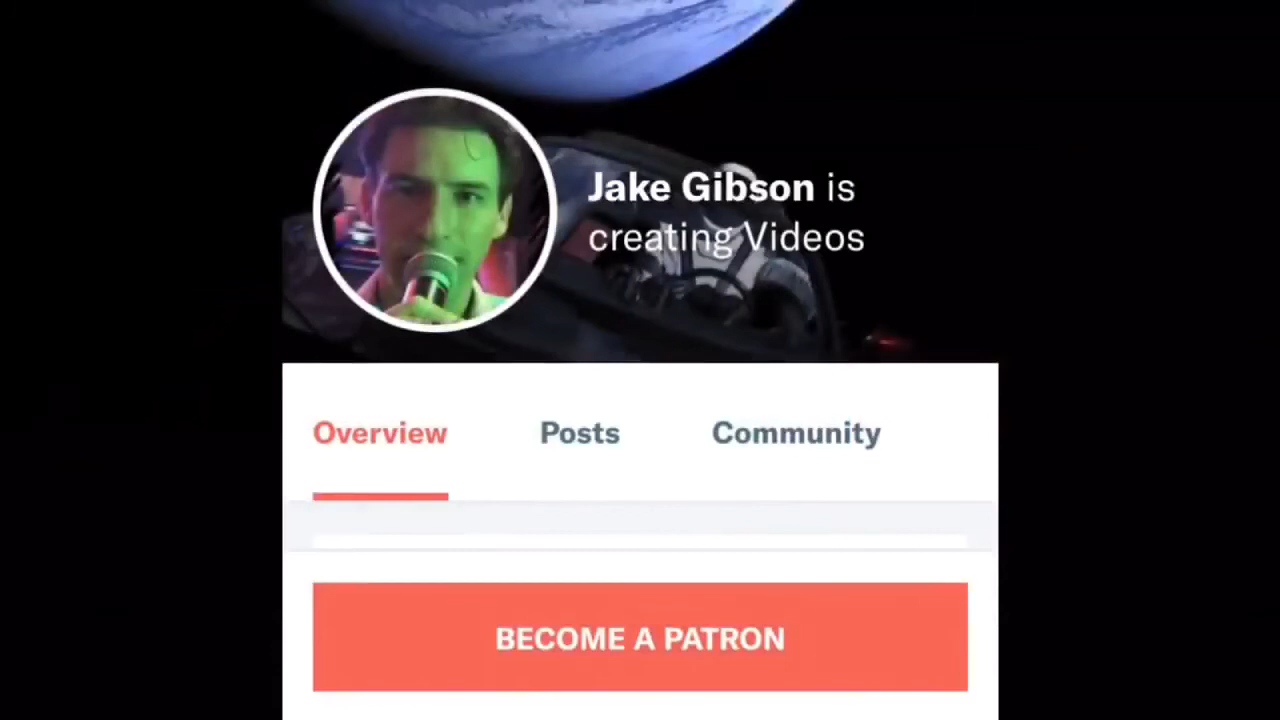 Jake Gibson is
creating Videos
Overview Posts Community
BECOME A PATRON